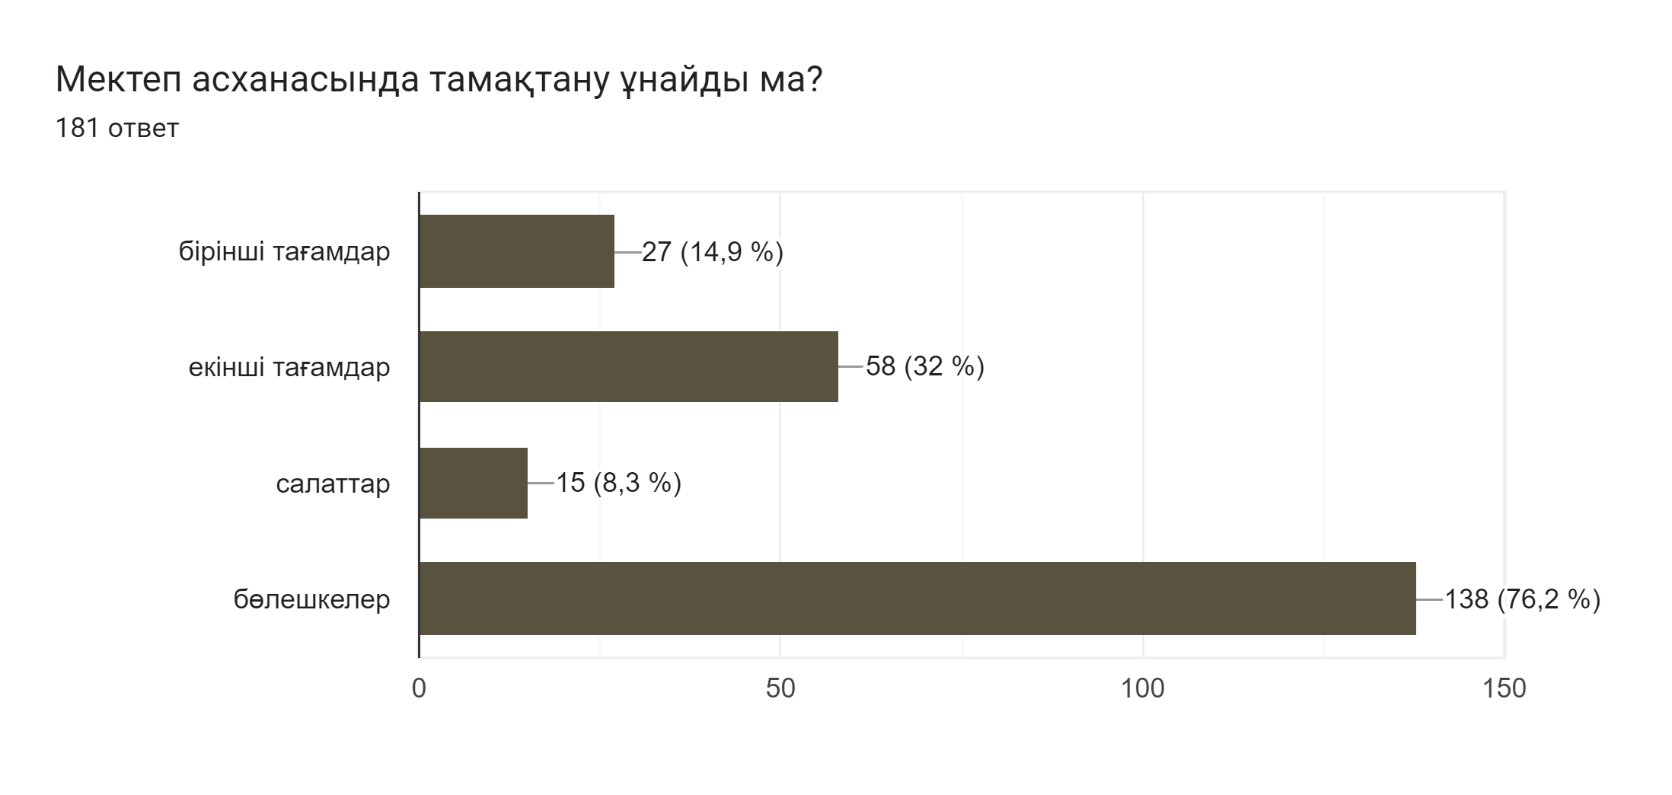 Мектеп асханасында тамақтану ұнайды ма?
181 ответ
бірінші тағамдар 27 (14,9 %)
екінші тағамдар 58 (32 %)
салаттар 15 (8,3 %)
бөлешкелер 138 (76,2 %)
0 50 100 150